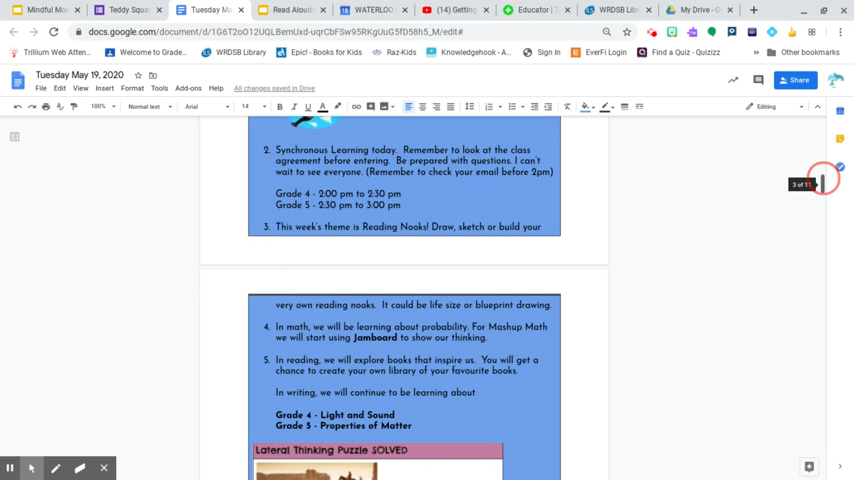 Mindful Mo
Teddy Squa
Tuesday Ma
Read Alouds
WATERLOO
(14) Getting
Educator | T
WRDSB Lib
My Drive - G
docs.google.com/document/d/1G6T2oO12UQLBemUxd-uqrCbFSw95RKgUuG5fD58h5_M/edit#
Trillium Web Atten...
Welcome to Grade...
WRDSB Library
Epic! - Books for Kids
Raz-Kids
Knowledgehook - A...
Sign In
EverFi Login
Find a Quiz - Quizizz
Other bookmarks
Tuesday May 19, 2020
File Edit View Insert Format Tools Add-ons Help
All changes saved in Drive
Share
100%
Normal text
Arial
14
B I U A
Editing
2. Synchronous Learning today. Remember to look at the class
agreement before entering. Be prepared with questions. I can't
wait to see everyone. (Remember to check your email before 2pm)
Grade 4 - 2:00 pm to 2:30 pm
Grade 5 - 2:30 pm to 3:00 pm
3. This week's theme is Reading Nooks! Draw, sketch or build your
3 of 11
very own reading nooks. It could be life size or blueprint drawing.
4. In math, we will be learning about probability. For Mashup Math
we will start using Jamboard to show our thinking.
5. In reading, we will explore books that inspire us. You will get a
chance to create your own library of your favourite books.
In writing, we will continue to be learning about
Grade 4 - Light and Sound
Grade 5 - Properties of Matter
Lateral Thinking Puzzle SOLVED